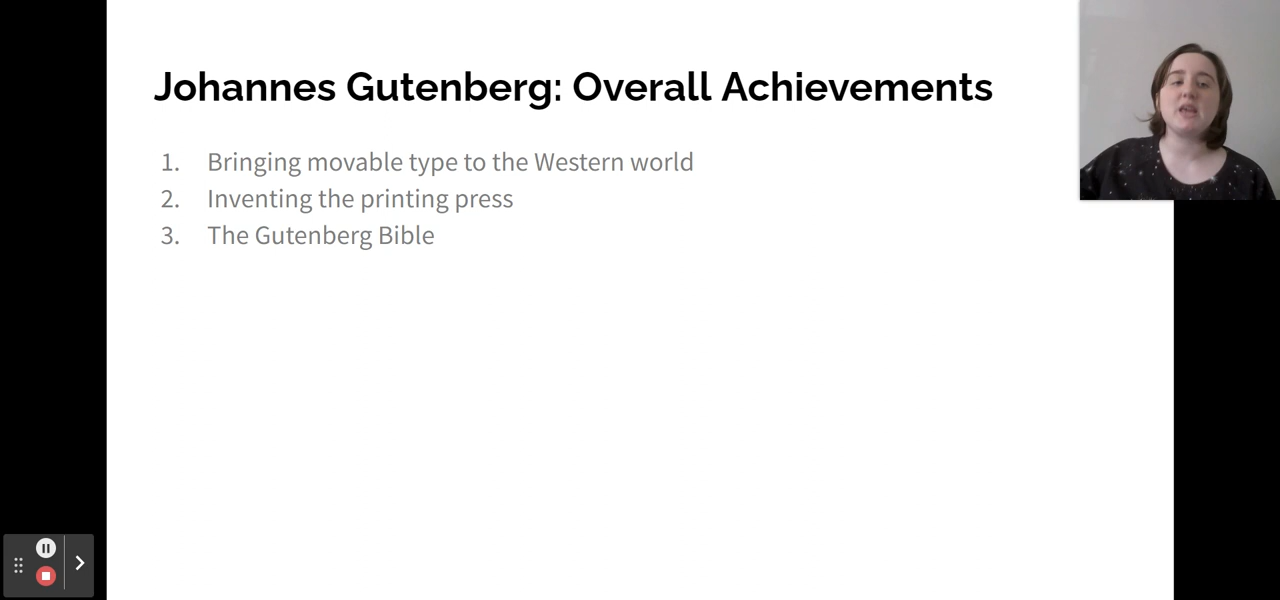 Johannes Gutenberg: Overall Achievements
1. Bringing movable type to the Western world
2. Inventing the printing press
3. The Gutenberg Bible